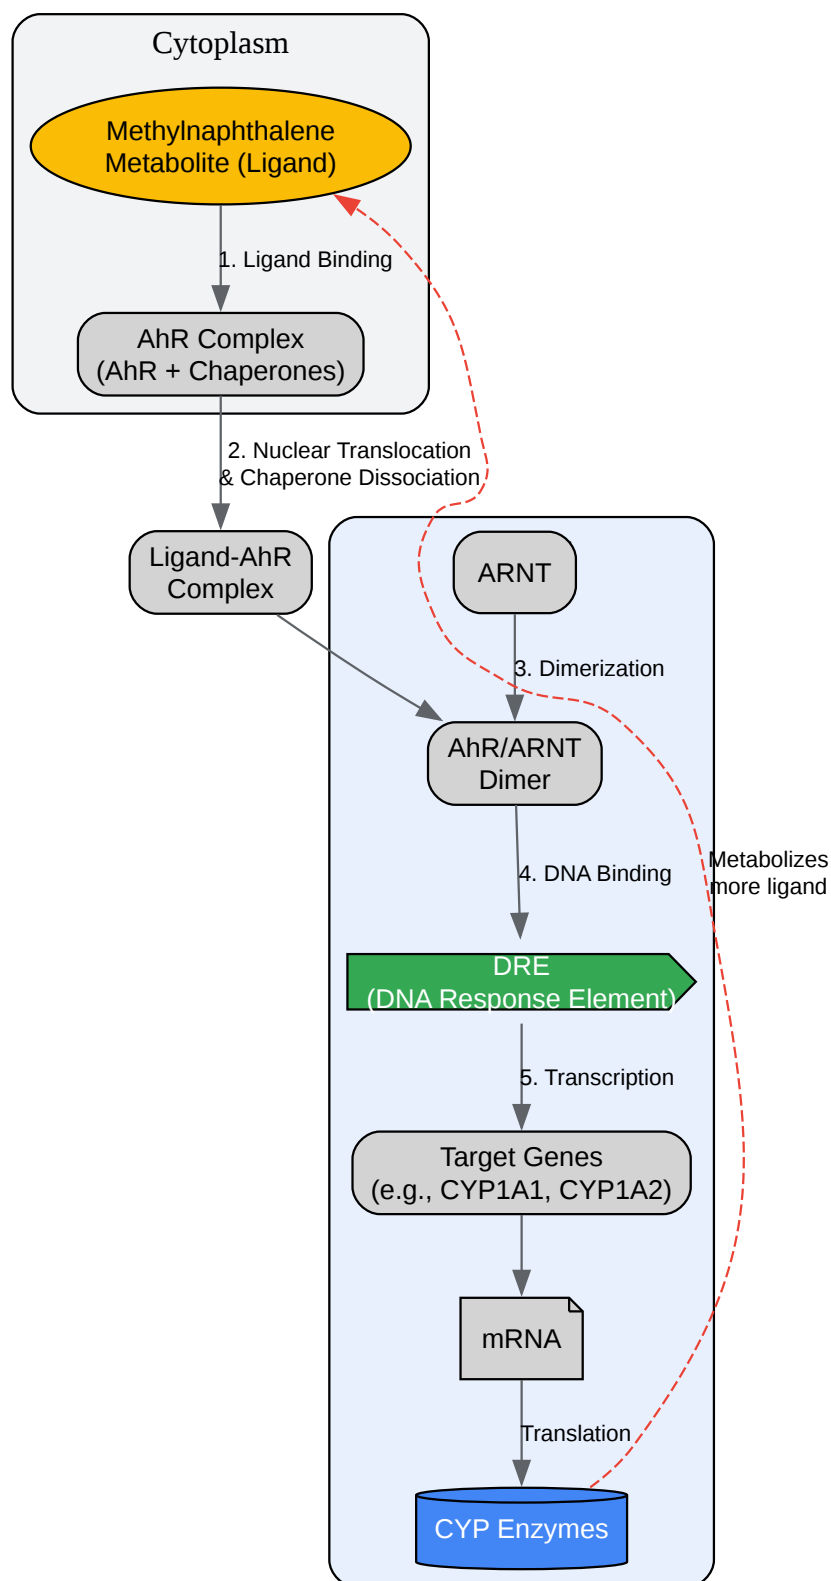 Cytoplasm
Methylnaphthalene
Metabolite (Ligand)
1. Ligand Binding
AhR Complex
(AhR + Chaperones)
2. Nuclear Translocation
& Chaperone Dissociation
Ligand-AhR
Complex
ARNT
3. Dimerization
AhR/ARNT
Dimer
Metabolizes
more ligand
4. DNA Binding
DRE
(DNA Response Element)
5. Transcription
Target Genes
(e.g., CYP1A1, CYP1A2)
mRNA
Translation
CYP Enzymes